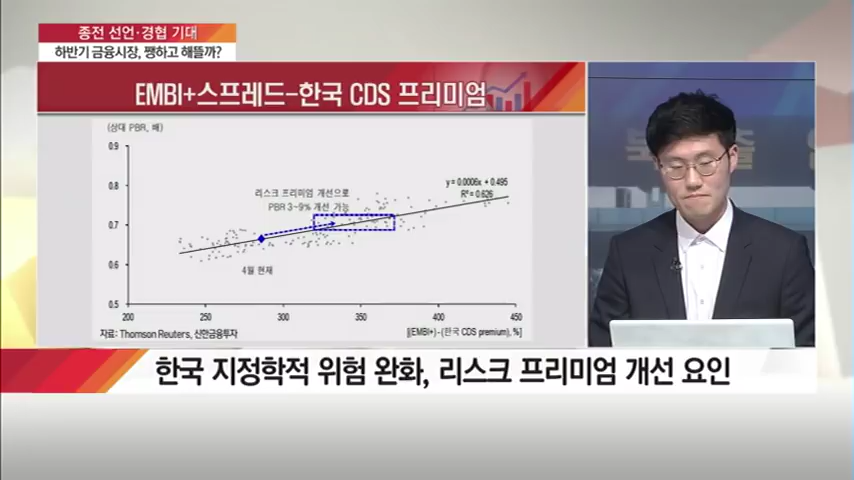 종전 선언·경협 기대
하반기 금융시장, 쨍하고 해뜰까?
EMBI+스프레드-한국 CDS 프리미엄
(상대 PBR, 배)
0.9
0.8
0.7
0.6
0.5
리스크 프리미엄 개선으로
PBR 3~9% 개선 가능
y = 0.0006x + 0.495
R² = 0.626
4월 현재
200
250
300
350
400
450
자료: Thomson Reuters, 신한금융투자
[(EMBI+)-(한국 CDS premium), %]
한국 지정학적 위험 완화, 리스크 프리미엄 개선 요인